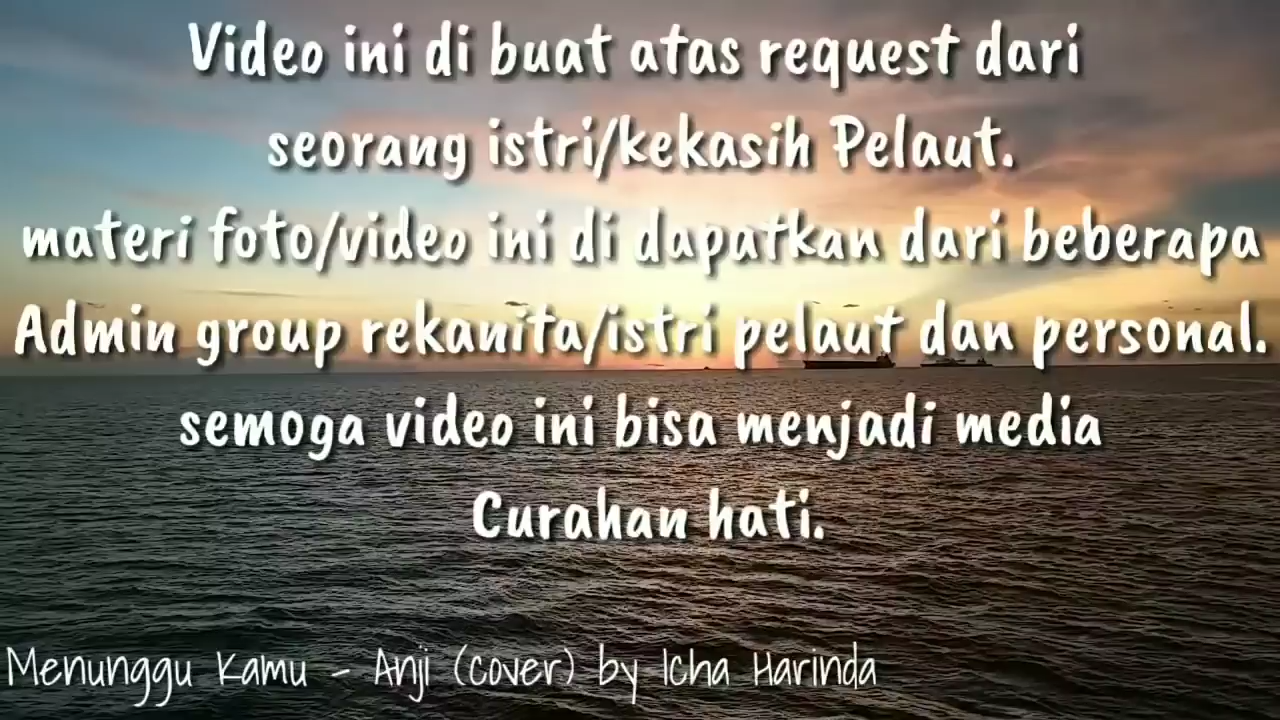 Video ini di buat atas request dari
seorang istri/kekasih Pelaut.
materi foto/video ini di dapatkan dari beberapa
Admin group rekanita/istri pelaut dan personal.
semoga video ini bisa menjadi media
Curahan hati.
Menunggu Kamu - Anji (cover) by Icha Harinda